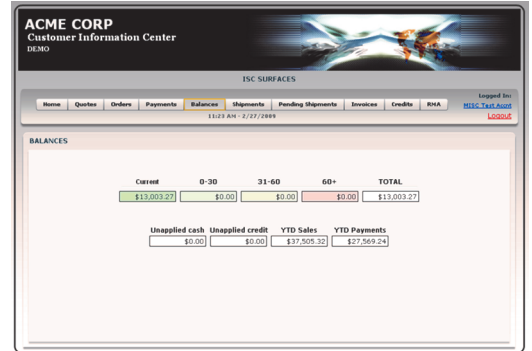 ACME CORP
Customer Information Center
DEMO
ISC SURFACES
Logged In:
Home Quotes Orders Payments Balances Shipments Pending Shipments Invoices Credits RMA
MISC Test Acont
11:23 AM - 2/27/2009
Logout
BALANCES
Current 0-30 31-60 60+ TOTAL
$13,003.27 $0.00 $0.00 $0.00 $13,003.27
Unapplied cash Unapplied credit YTD Sales YTD Payments
$0.00 $0.00 $37,505.32 $27,569.24